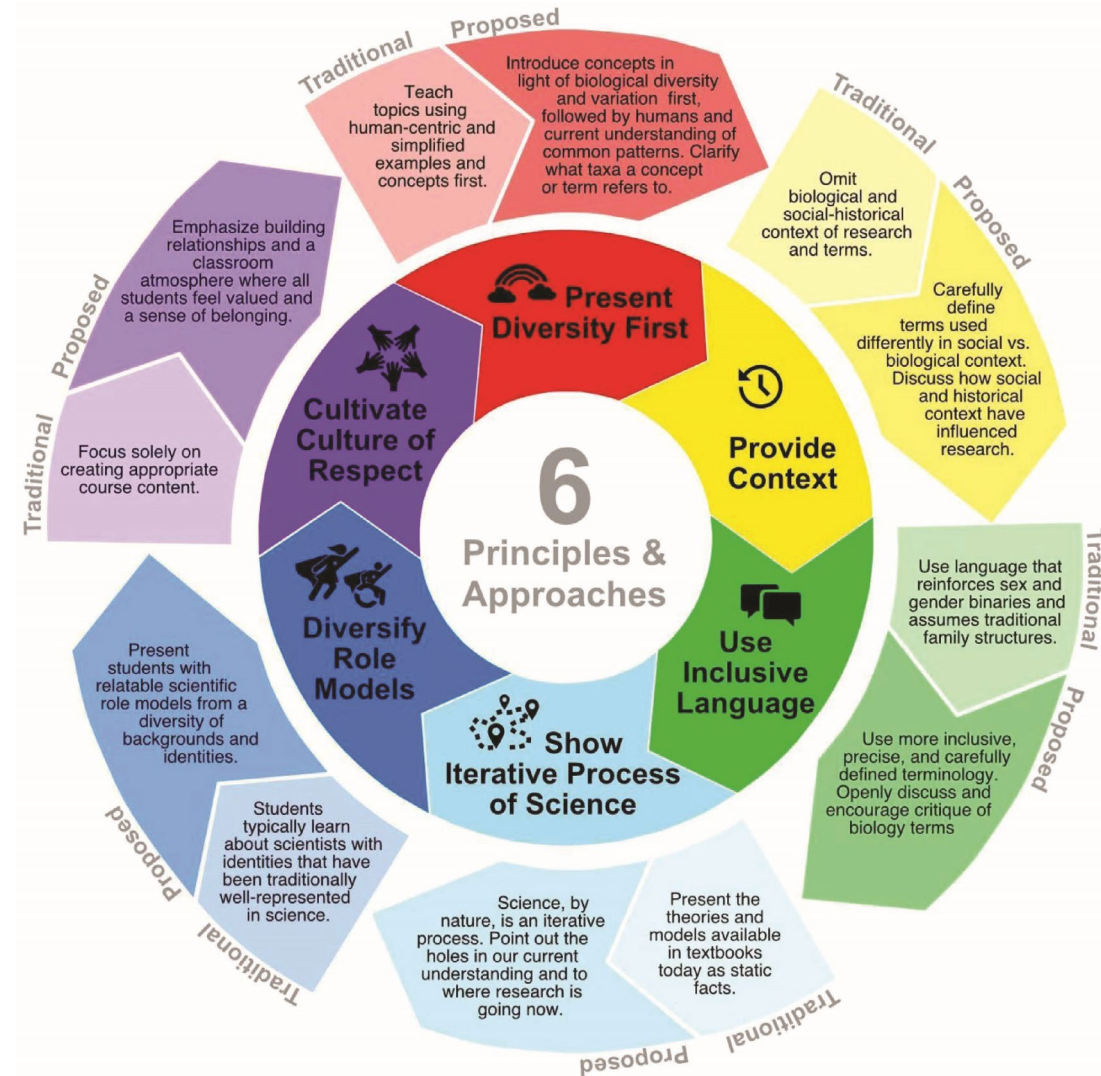 6
Principles &
Approaches
Present
Diversity First
Traditional
Teach
topics using
human-centric and
simplified
examples and
concepts first.
Proposed
Introduce concepts in
light of biological diversity
and variation first,
followed by humans and
current understanding of
common patterns. Clarify
what taxa a concept
or term refers to.
Provide
Context
Traditional
Omit
biological and
social-historical
context of research
and terms.
Proposed
Carefully
define
terms used
differently in social vs.
biological context.
Discuss how social
and historical
context have
influenced
research.
Use
Inclusive
Language
Traditional
Use language that
reinforces sex and
gender binaries and
assumes traditional
family structures.
Proposed
Use more inclusive,
precise, and carefully
defined terminology.
Openly discuss and
encourage critique of
biology terms
Show
Iterative Process
of Science
Traditional
Present the
theories and
models available
in textbooks
today as static
facts.
Proposed
Science, by
nature, is an iterative
process. Point out the
holes in our current
understanding and to
where research is
going now.
Diversify
Role
Models
Traditional
Students
typically learn
about scientists with
identities that have
been traditionally
well-represented
in science.
Proposed
Present
students with
relatable scientific
role models from a
diversity of
backgrounds and
identities.
Cultivate
Culture of
Respect
Traditional
Focus solely on
creating appropriate
course content.
Proposed
Emphasize building
relationships and a
classroom
atmosphere where all
students feel valued and
a sense of belonging.